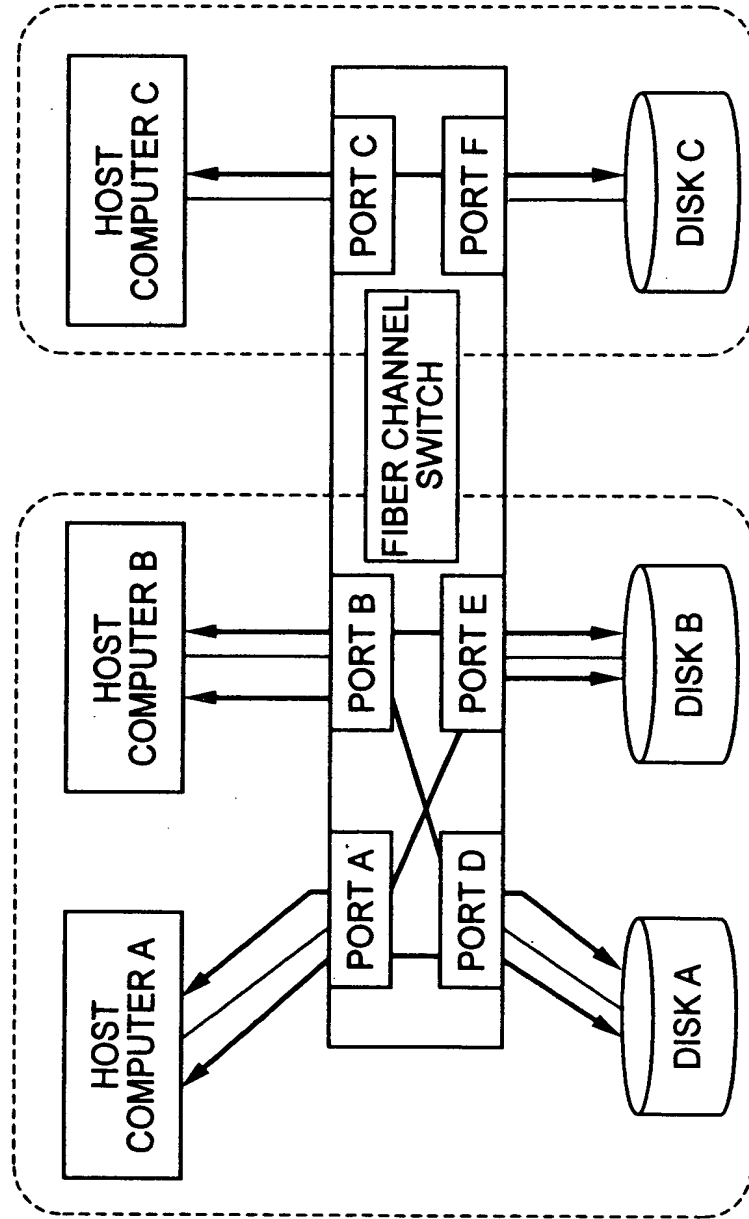 HOST
COMPUTER A
HOST
COMPUTER B
HOST
COMPUTER C
PORT A
PORT B
PORT C
FIBER CHANNEL
SWITCH
PORT D
PORT E
PORT F
DISK A
DISK B
DISK C